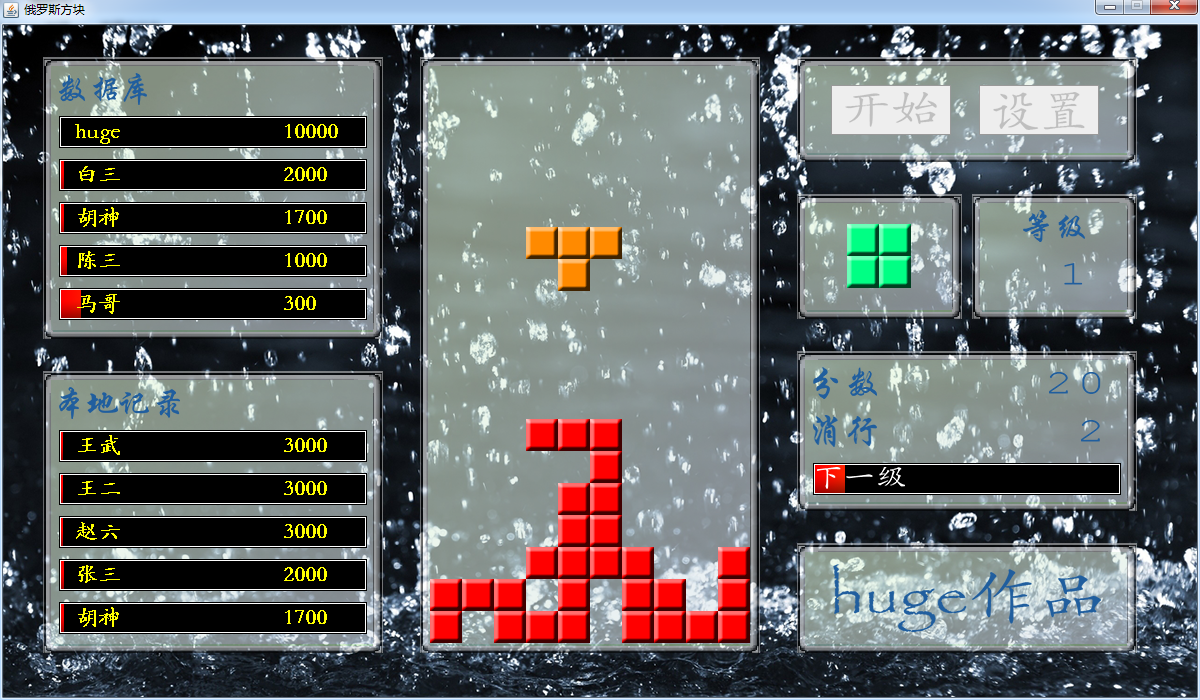 俄罗斯方块
数据库
huge 10000
白三 2000
胡神 1700
陈三 1000
马哥 300
本地记录
王武 3000
王二 3000
赵六 3000
张三 2000
胡神 1700
开始 设置
等级
1
分数 20
消行 2
下一级
huge作品